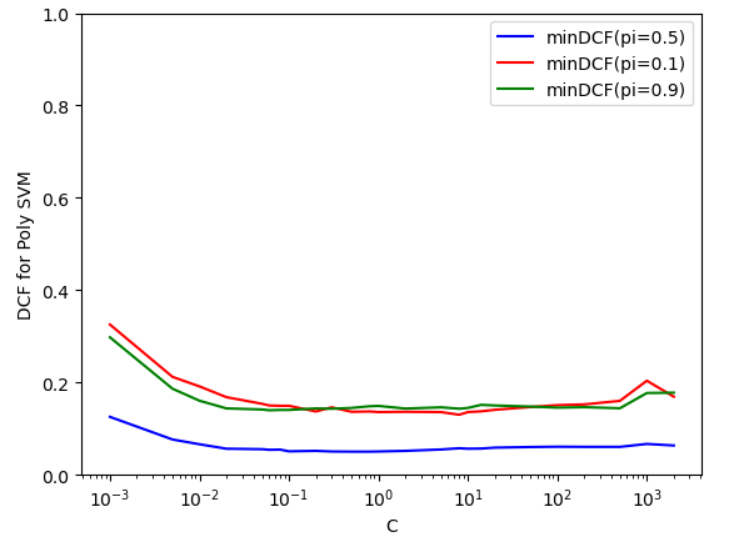 1.0
0.8
0.6
0.4
0.2
0.0
DCF for Poly SVM
minDCF(pi=0.5)
minDCF(pi=0.1)
minDCF(pi=0.9)
10⁻³
10⁻²
10⁻¹
10⁰
10¹
10²
10³
C